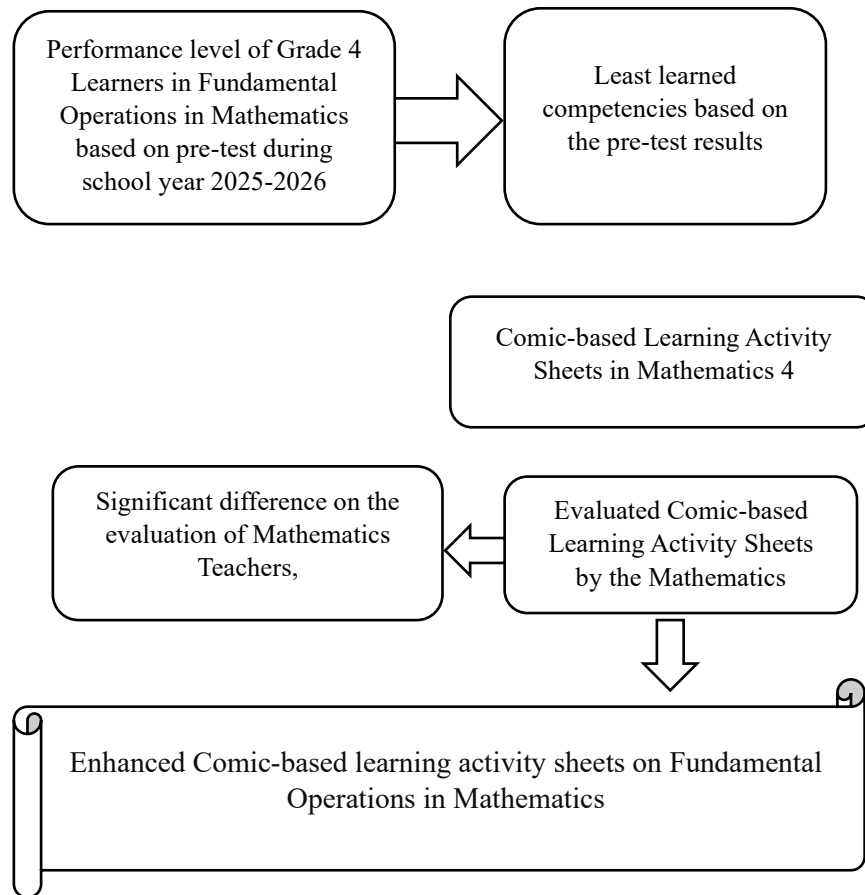 Performance level of Grade 4
Learners in Fundamental
Operations in Mathematics
based on pre-test during
school year 2025-2026
Least learned
competencies based on
the pre-test results
Comic-based Learning Activity
Sheets in Mathematics 4
Significant difference on the
evaluation of Mathematics
Teachers,
Evaluated Comic-based
Learning Activity Sheets
by the Mathematics
Enhanced Comic-based learning activity sheets on Fundamental
Operations in Mathematics